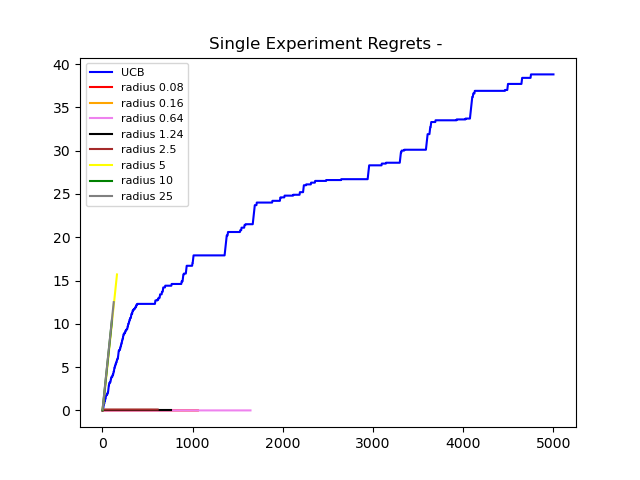 Single Experiment Regrets -
40
35
30
25
20
15
10
5
0
UCB
radius 0.08
radius 0.16
radius 0.64
radius 1.24
radius 2.5
radius 5
radius 10
radius 25
0 1000 2000 3000 4000 5000